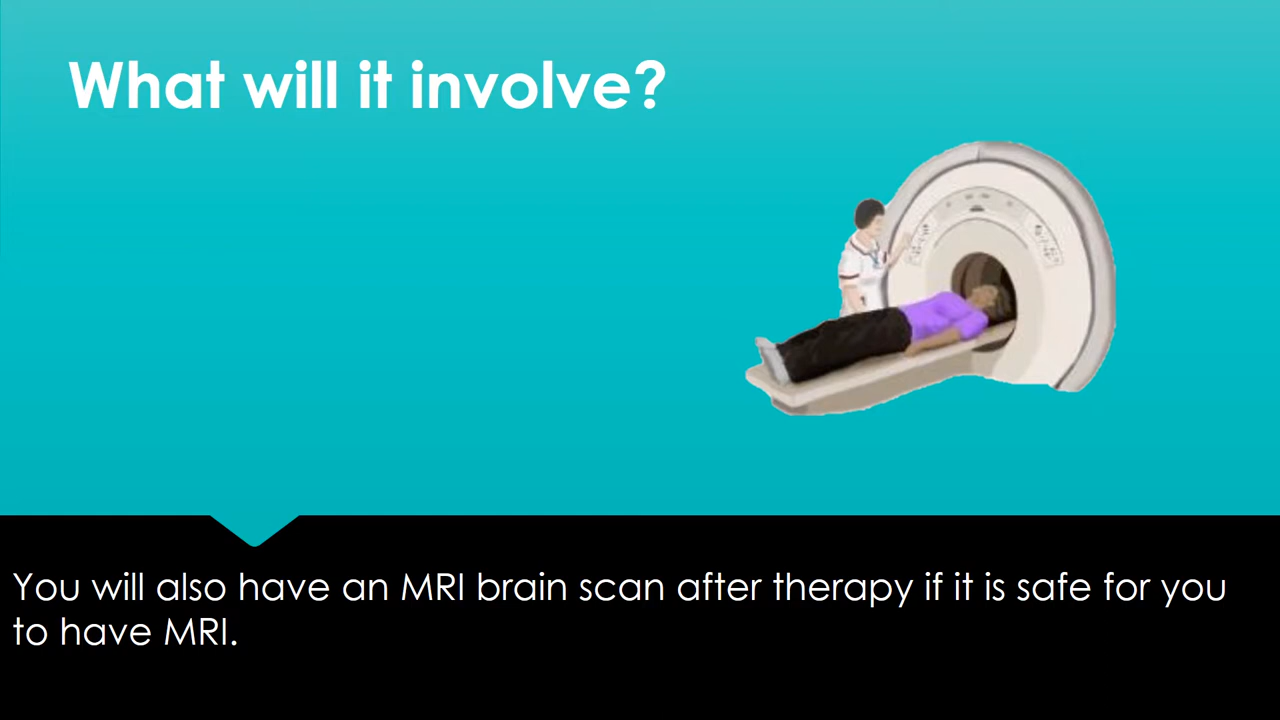 What will it involve?
You will also have an MRI brain scan after therapy if it is safe for you
to have MRI.